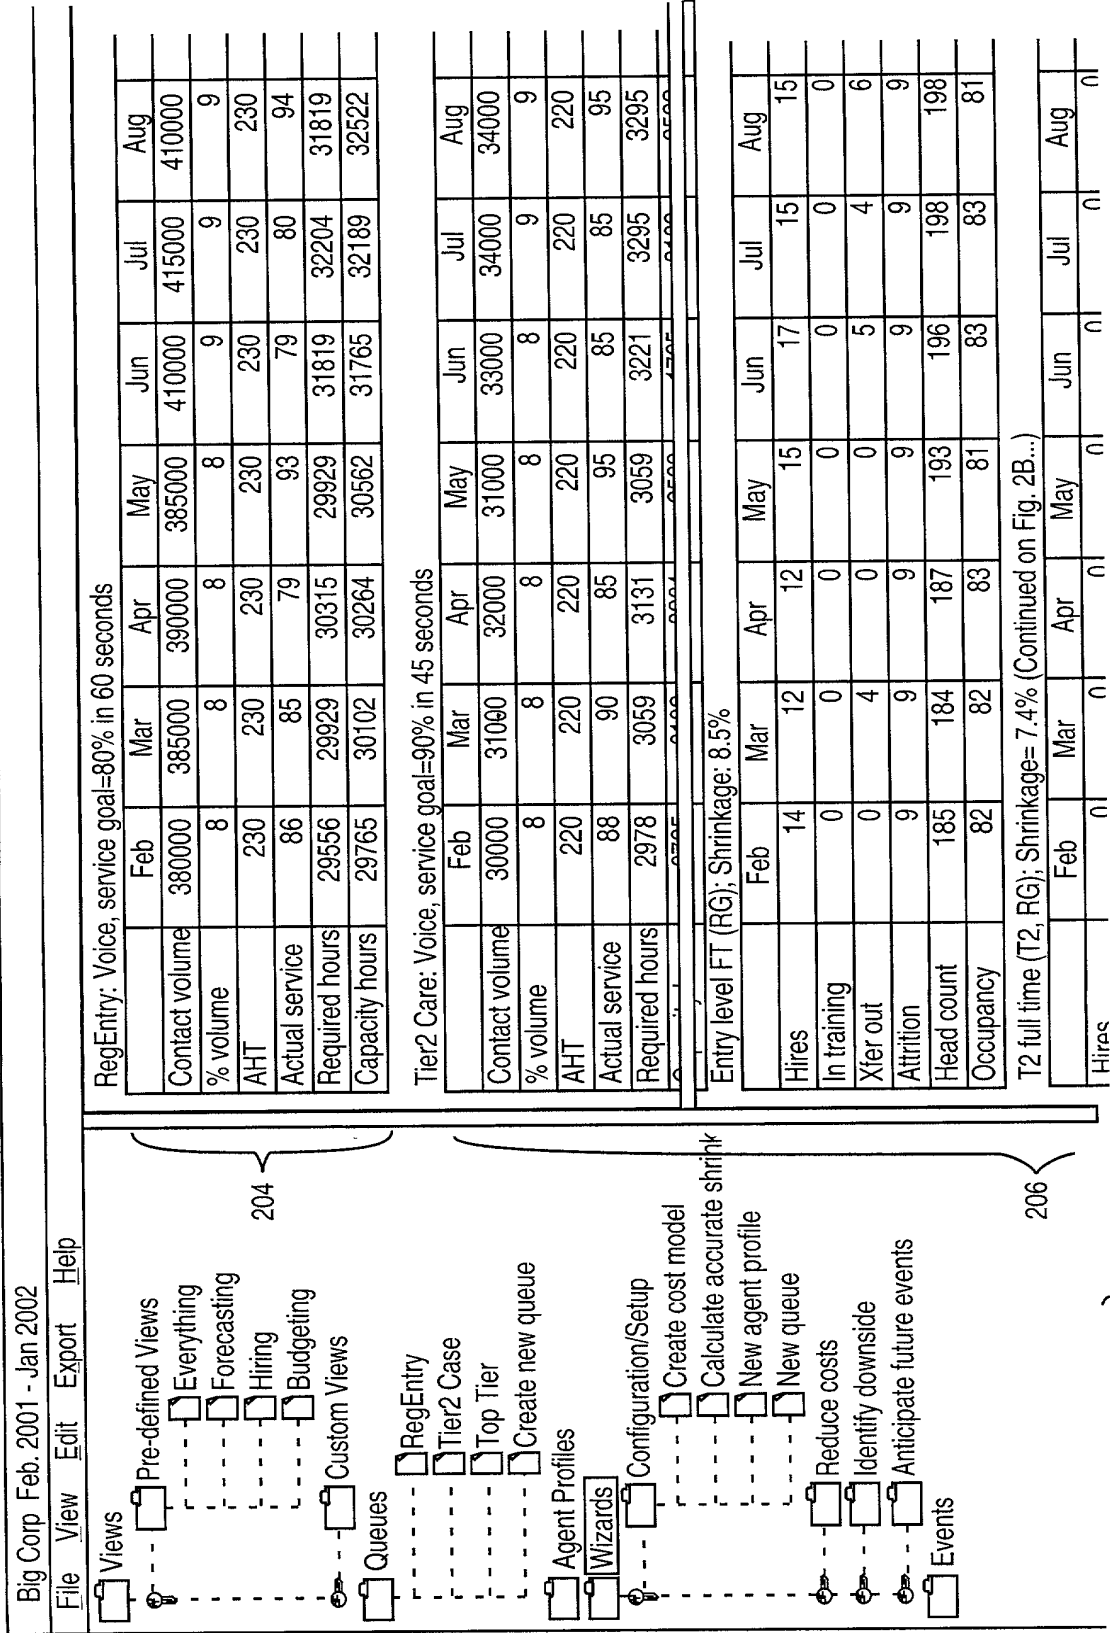 Big Corp Feb. 2001 - Jan 2002
File View Edit Export Help
Views
Pre-defined Views
Everything
Forecasting
Hiring
Budgeting
Custom Views
Queues
RegEntry
Tier2 Case
Top Tier
Create new queue
Agent Profiles
Wizards
Configuration/Setup
Create cost model
Calculate accurate shrink
New agent profile
New queue
Reduce costs
Identify downside
Anticipate future events
Events
204
206
RegEntry: Voice, service goal=80% in 60 seconds
Feb Mar Apr May Jun Jul Aug
Contact volume 380000 385000 390000 385000 410000 415000 410000
% volume 8 8 8 8 9 9 9
AHT 230 230 230 230 230 230 230
Actual service 86 85 79 93 79 80 94
Required hours 29556 29929 30315 29929 31819 32204 31819
Capacity hours 29765 30102 30264 30562 31765 32189 32522
Tier2 Care: Voice, service goal=90% in 45 seconds
Feb Mar Apr May Jun Jul Aug
Contact volume 30000 31000 32000 31000 33000 34000 34000
% volume 8 8 8 8 8 9 9
AHT 220 220 220 220 220 220 220
Actual service 88 90 85 95 85 85 95
Required hours 2978 3059 3131 3059 3221 3295 3295
Entry level FT (RG); Shrinkage: 8.5%
Feb Mar Apr May Jun Jul Aug
Hires 14 12 12 15 17 15 15
In training 0 0 0 0 0 0 0
Xfer out 0 4 0 0 5 4 6
Attrition 9 9 9 9 9 9 9
Head count 185 184 187 193 196 198 198
Occupancy 82 82 83 81 83 83 81
T2 full time (T2, RG); Shrinkage= 7.4% (Continued on Fig. 2B...)
Feb Mar Apr May Jun Jul Aug
Hires 0 0 0 0 0 0 0